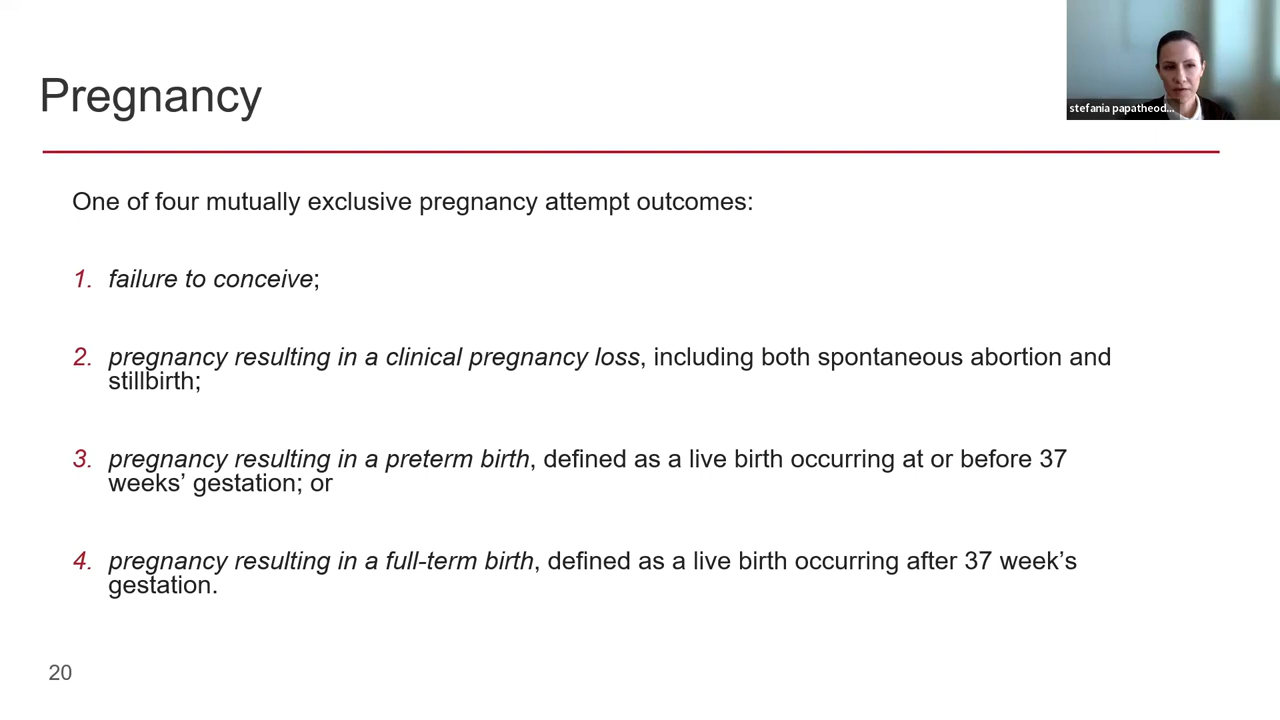 Pregnancy
stefania papatheod...
One of four mutually exclusive pregnancy attempt outcomes:
1. failure to conceive;
2. pregnancy resulting in a clinical pregnancy loss, including both spontaneous abortion and
stillbirth;
3. pregnancy resulting in a preterm birth, defined as a live birth occurring at or before 37
weeks’ gestation; or
4. pregnancy resulting in a full-term birth, defined as a live birth occurring after 37 week’s
gestation.
20